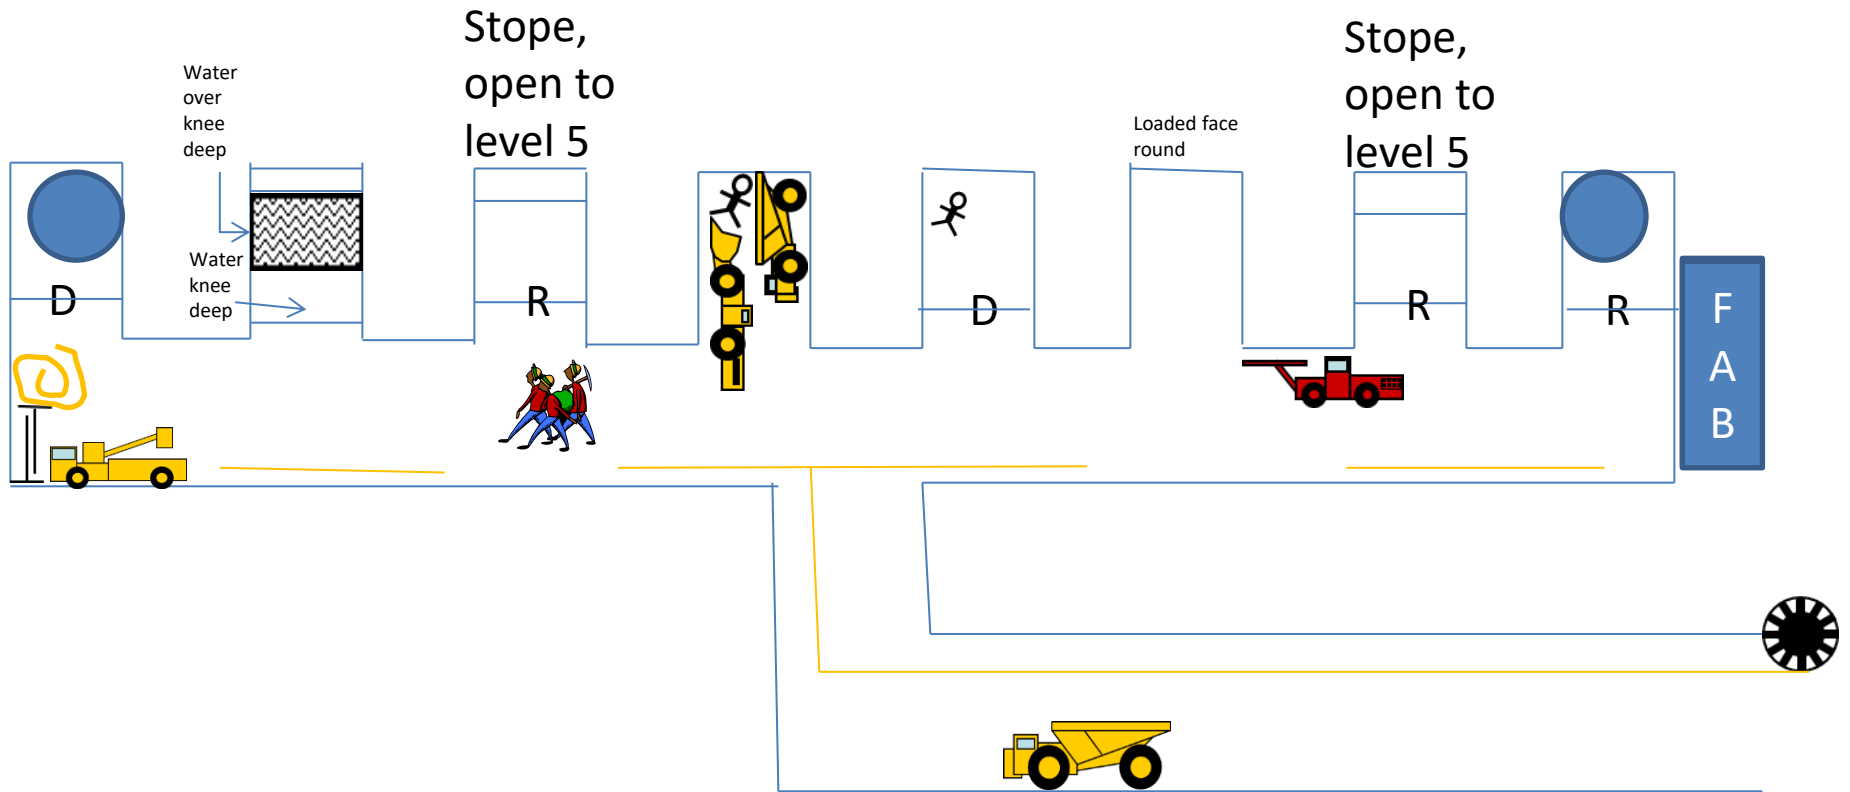 Stope,
open to
level 5
Stope,
open to
level 5
Water
over
knee
deep
Loaded face
round
Water
knee
deep
D
R
D
R
R
F
A
B